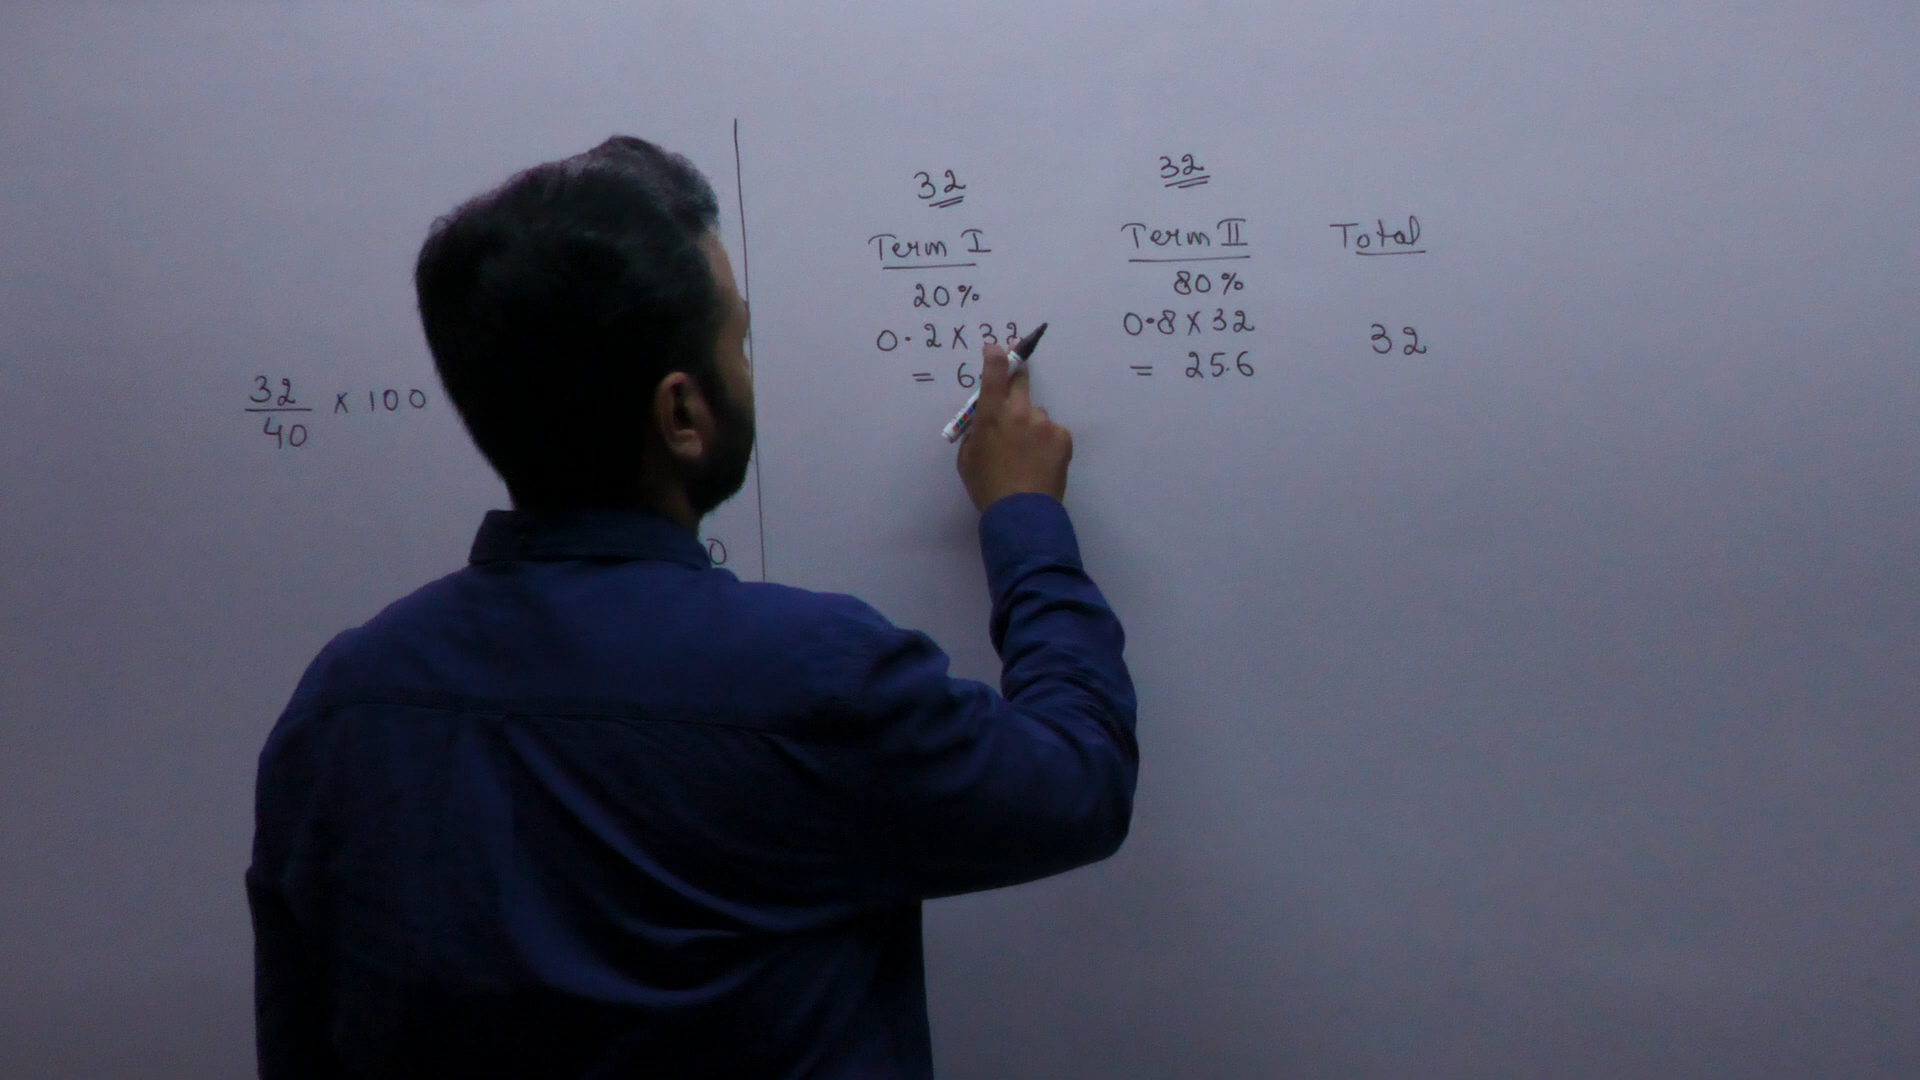 32
40
× 100
0
32
Term I
20%
0.2 × 32
= 6
32
Term II
80%
0.8 × 32
= 25.6
Total
32